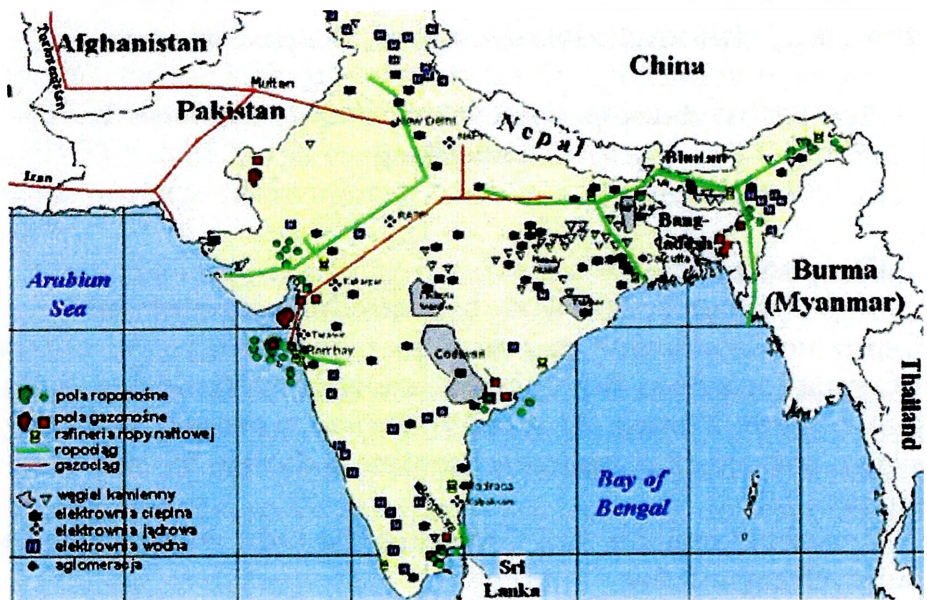 Afghanistan
China
Multan
Pakistan
New Delhi
Nepal
Bhutan
Iran
Bang-
ladesh
Calcutta
Arabian
Sea
Burma
(Myanmar)
Bombay
Thailand
pola roponośne
pola gazonośne
rafineria ropy naftowej
ropociąg
gazociąg
węgiel kamienny
elektrownia cieplna
elektrownia jądrowa
elektrownia wodna
aglomeracja
Bay of
Bengal
Sri
Lanka